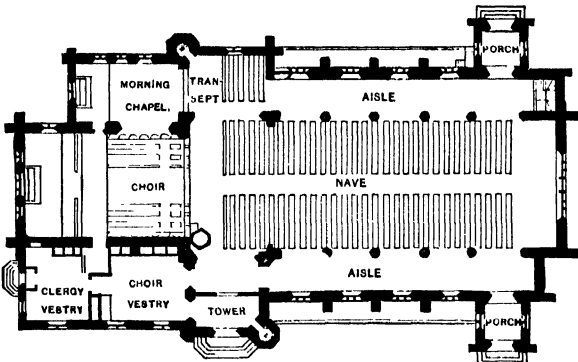 PORCH
MORNING
CHAPEL.
TRAN-
SEPT
AISLE
CHOIR
NAVE
AISLE
CLERGY
VESTRY
CHOIR
VESTRY
TOWER
PORCH